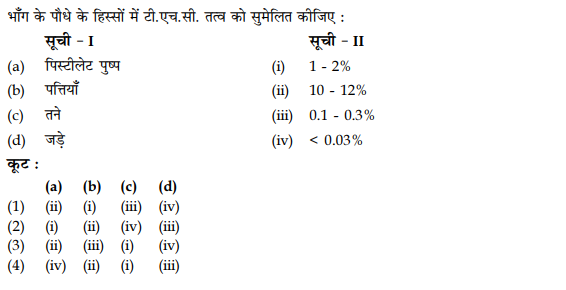 भाँग के पौधे के हिस्सों में टी.एच.सी. तत्व को सुमेलित कीजिए :
सूची - I सूची - II
(a) पिस्टीलेट पुष्प (i) 1 - 2%
(b) पत्तियाँ (ii) 10 - 12%
(c) तने (iii) 0.1 - 0.3%
(d) जड़े (iv) < 0.03%
कूट :
(a) (b) (c) (d)
(1) (ii) (i) (iii) (iv)
(2) (i) (ii) (iv) (iii)
(3) (ii) (iii) (i) (iv)
(4) (iv) (ii) (i) (iii)